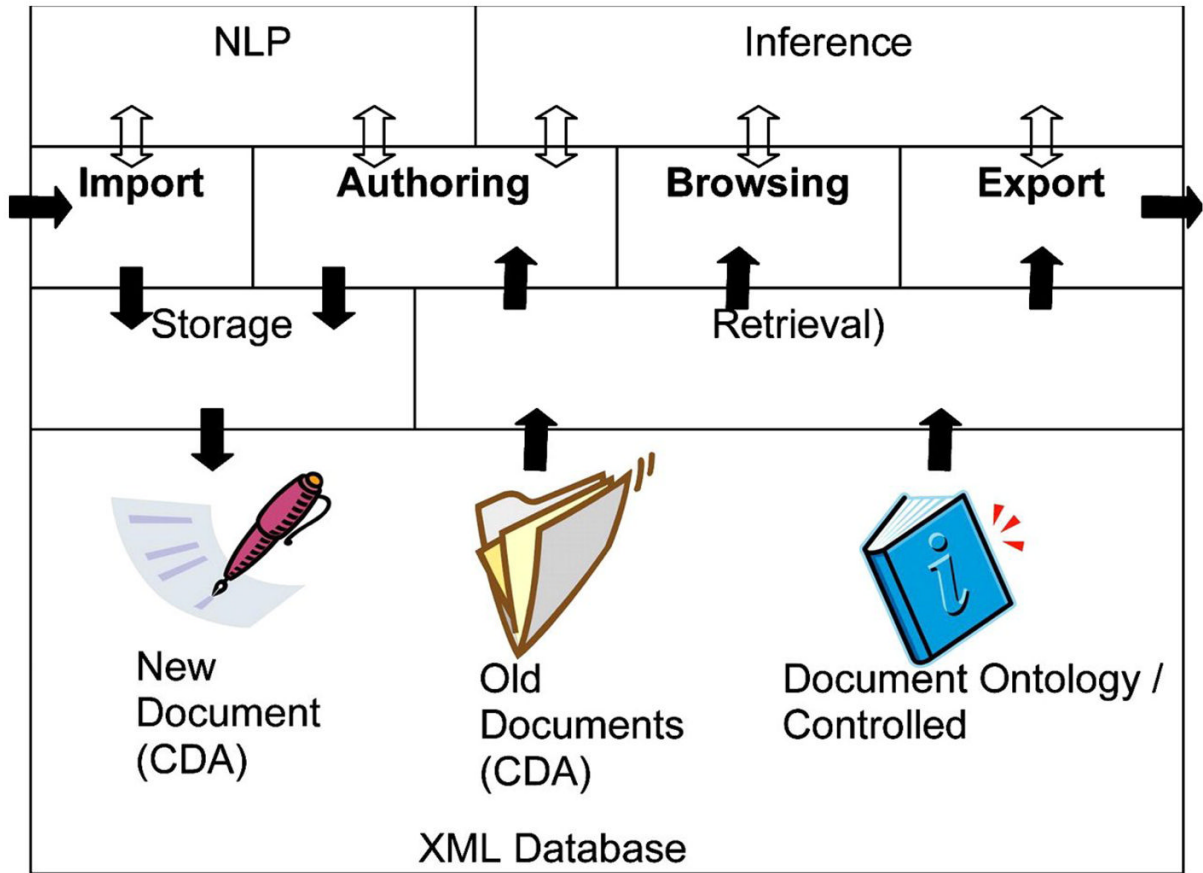 NLP
Inference
Import
Authoring
Browsing
Export
Storage
Retrieval)
i
New
Document
(CDA)
Old
Documents
(CDA)
Document Ontology /
Controlled
XML Database